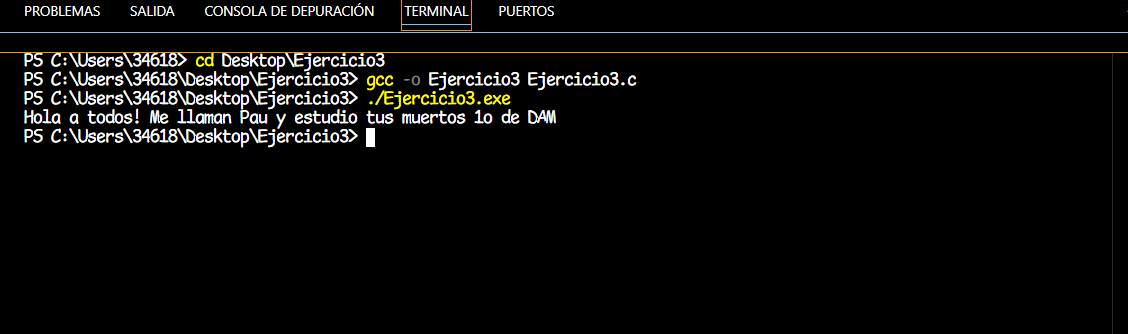 PROBLEMAS SALIDA CONSOLA DE DEPURACIÓN TERMINAL PUERTOS
PS C:\Users\34618> cd Desktop\Ejercicio3
PS C:\Users\34618\Desktop\Ejercicio3> gcc -o Ejercicio3 Ejercicio3.c
PS C:\Users\34618\Desktop\Ejercicio3> ./Ejercicio3.exe
Hola a todos! Me llaman Pau y estudio tus muertos 1o de DAM
PS C:\Users\34618\Desktop\Ejercicio3>